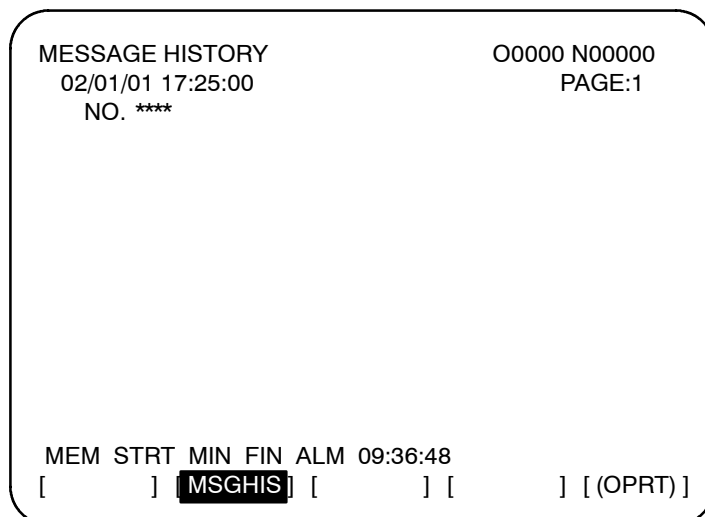 MESSAGE HISTORY O0000 N00000
02/01/01 17:25:00 PAGE:1
NO. ****
MEM STRT MIN FIN ALM 09:36:48
[ ] [ MSGHIS ] [ ] [ ] [ (OPRT) ]